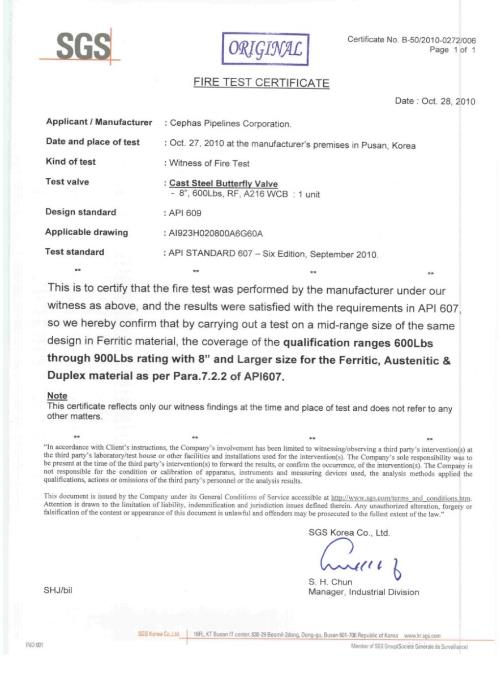 SGS
ORIGINAL
Certificate No. B-50/2010-0272/006
Page 1 of 1
FIRE TEST CERTIFICATE
Date : Oct. 28, 2010
Applicant / Manufacturer : Cephas Pipelines Corporation.
Date and place of test : Oct. 27, 2010 at the manufacturer's premises in Pusan, Korea
Kind of test : Witness of Fire Test
Test valve : Cast Steel Butterfly Valve
- 8", 600Lbs, RF, A216 WCB : 1 unit
Design standard : API 609
Applicable drawing : AI923H020800A6G60A
Test standard : API STANDARD 607 – Six Edition, September 2010.
** ** ** **
This is to certify that the fire test was performed by the manufacturer under our
witness as above, and the results were satisfied with the requirements in API 607,
so we hereby confirm that by carrying out a test on a mid-range size of the same
design in Ferritic material, the coverage of the qualification ranges 600Lbs
through 900Lbs rating with 8" and Larger size for the Ferritic, Austenitic &
Duplex material as per Para.7.2.2 of API607.
Note
This certificate reflects only our witness findings at the time and place of test and does not refer to any
other matters.
** ** ** **
"In accordance with Client's instructions, the Company's involvement has been limited to witnessing/observing a third party's intervention(s) at
the third party's laboratory/test house or other facilities and installations used for the intervention(s). The Company's sole responsibility was to
be present at the time of the third party's intervention(s) to forward the results, or confirm the occurrence, of the intervention(s). The Company is
not responsible for the condition or calibration of apparatus, instruments and measuring devices used, the analysis methods applied the
qualifications, actions or omissions of the third party's personnel or the analysis results.
This document is issued by the Company under its General Conditions of Service accessible at http://www.sgs.com/terms_and_conditions.htm.
Attention is drawn to the limitation of liability, indemnification and jurisdiction issues defined therein. Any unauthorized alteration, forgery or
falsification of the content or appearance of this document is unlawful and offenders may be prosecuted to the fullest extent of the law."
SGS Korea Co., Ltd.
S. H. Chun
Manager, Industrial Division
SHJ/bil
SGS Korea Co.,Ltd. 16FL, KT Busan IT center, 830-29 Beomil-2dong, Dong-gu, Busan 601-706 Republic of Korea www.kr.sgs.com
Member of SGS Group(Société Générale de Surveillance)